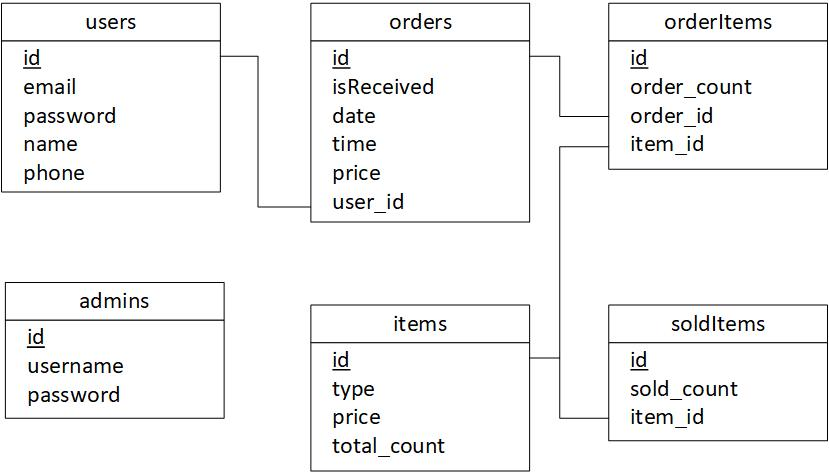 users
id
email
password
name
phone
orders
id
isReceived
date
time
price
user_id
orderItems
id
order_count
order_id
item_id
admins
id
username
password
items
id
type
price
total_count
soldItems
id
sold_count
item_id